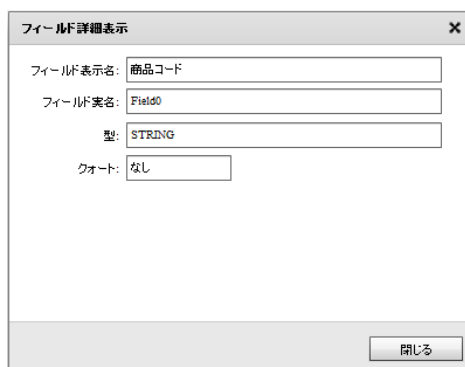 フィールド詳細表示
フィールド表示名: 商品コード
フィールド実名: Field0
型: STRING
クォート: なし
閉じる